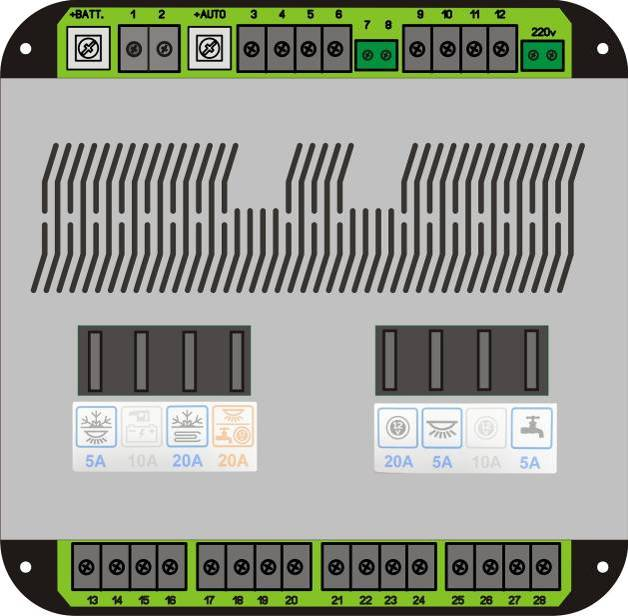 +BATT. 1 2 +AUTO 3 4 5 6 7 8 9 10 11 12 220v
5A 10A 20A 20A
20A 5A 10A 5A
13 14 15 16 17 18 19 20 21 22 23 24 25 26 27 28